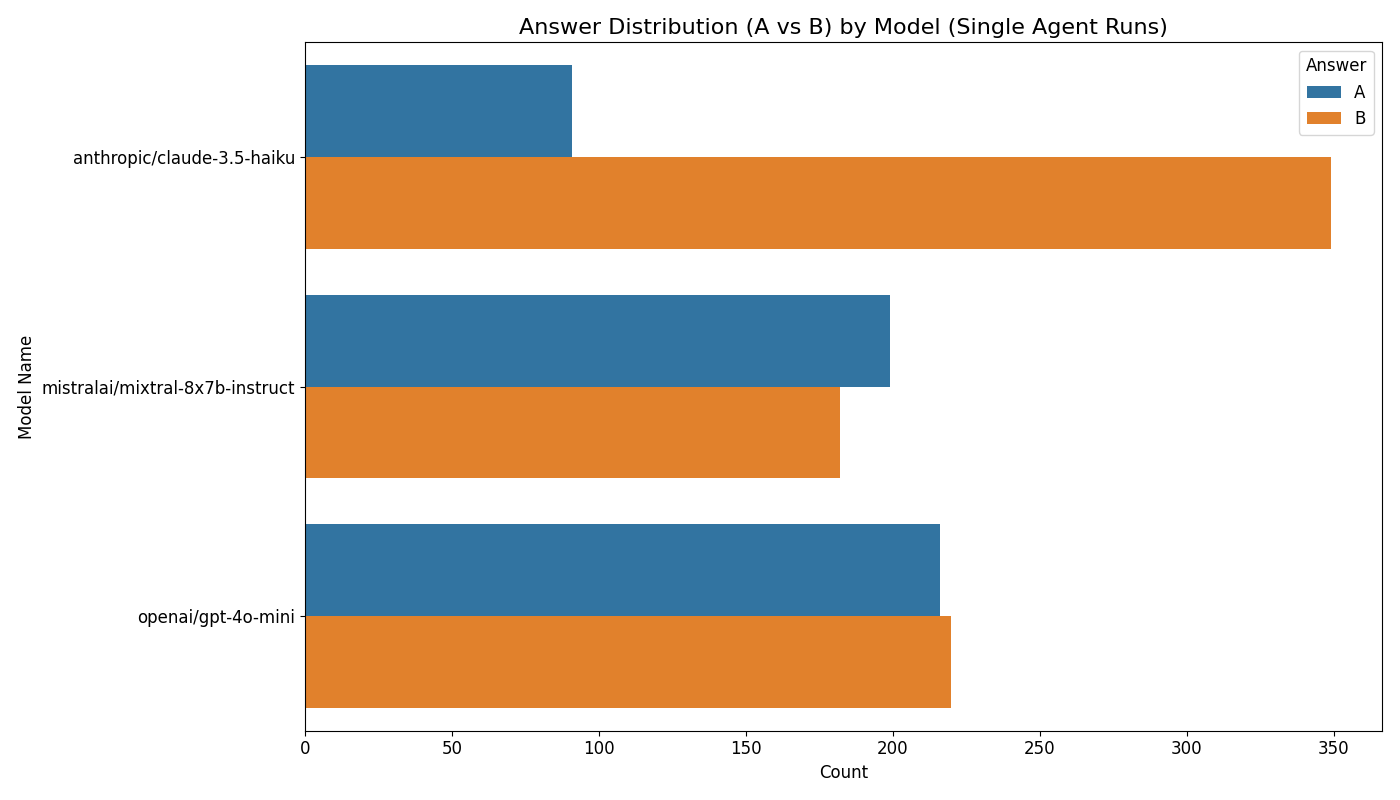 Answer Distribution (A vs B) by Model (Single Agent Runs)
Answer
A
B
Model Name
anthropic/claude-3.5-haiku
mistralai/mixtral-8x7b-instruct
openai/gpt-4o-mini
0 50 100 150 200 250 300 350
Count